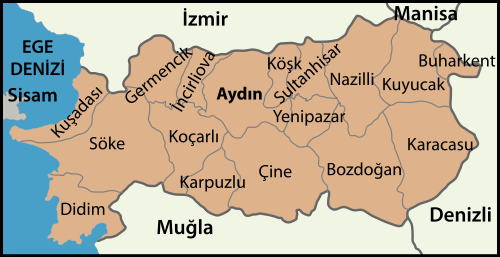 İzmir
Manisa
EGE
DENİZİ
Sisam
Kuşadası
Germencik
İncirliova
Aydın
Köşk
Sultanhisar
Nazilli
Buharkent
Kuyucak
Yenipazar
Söke
Koçarlı
Karacasu
Karpuzlu
Çine
Bozdoğan
Didim
Muğla
Denizli